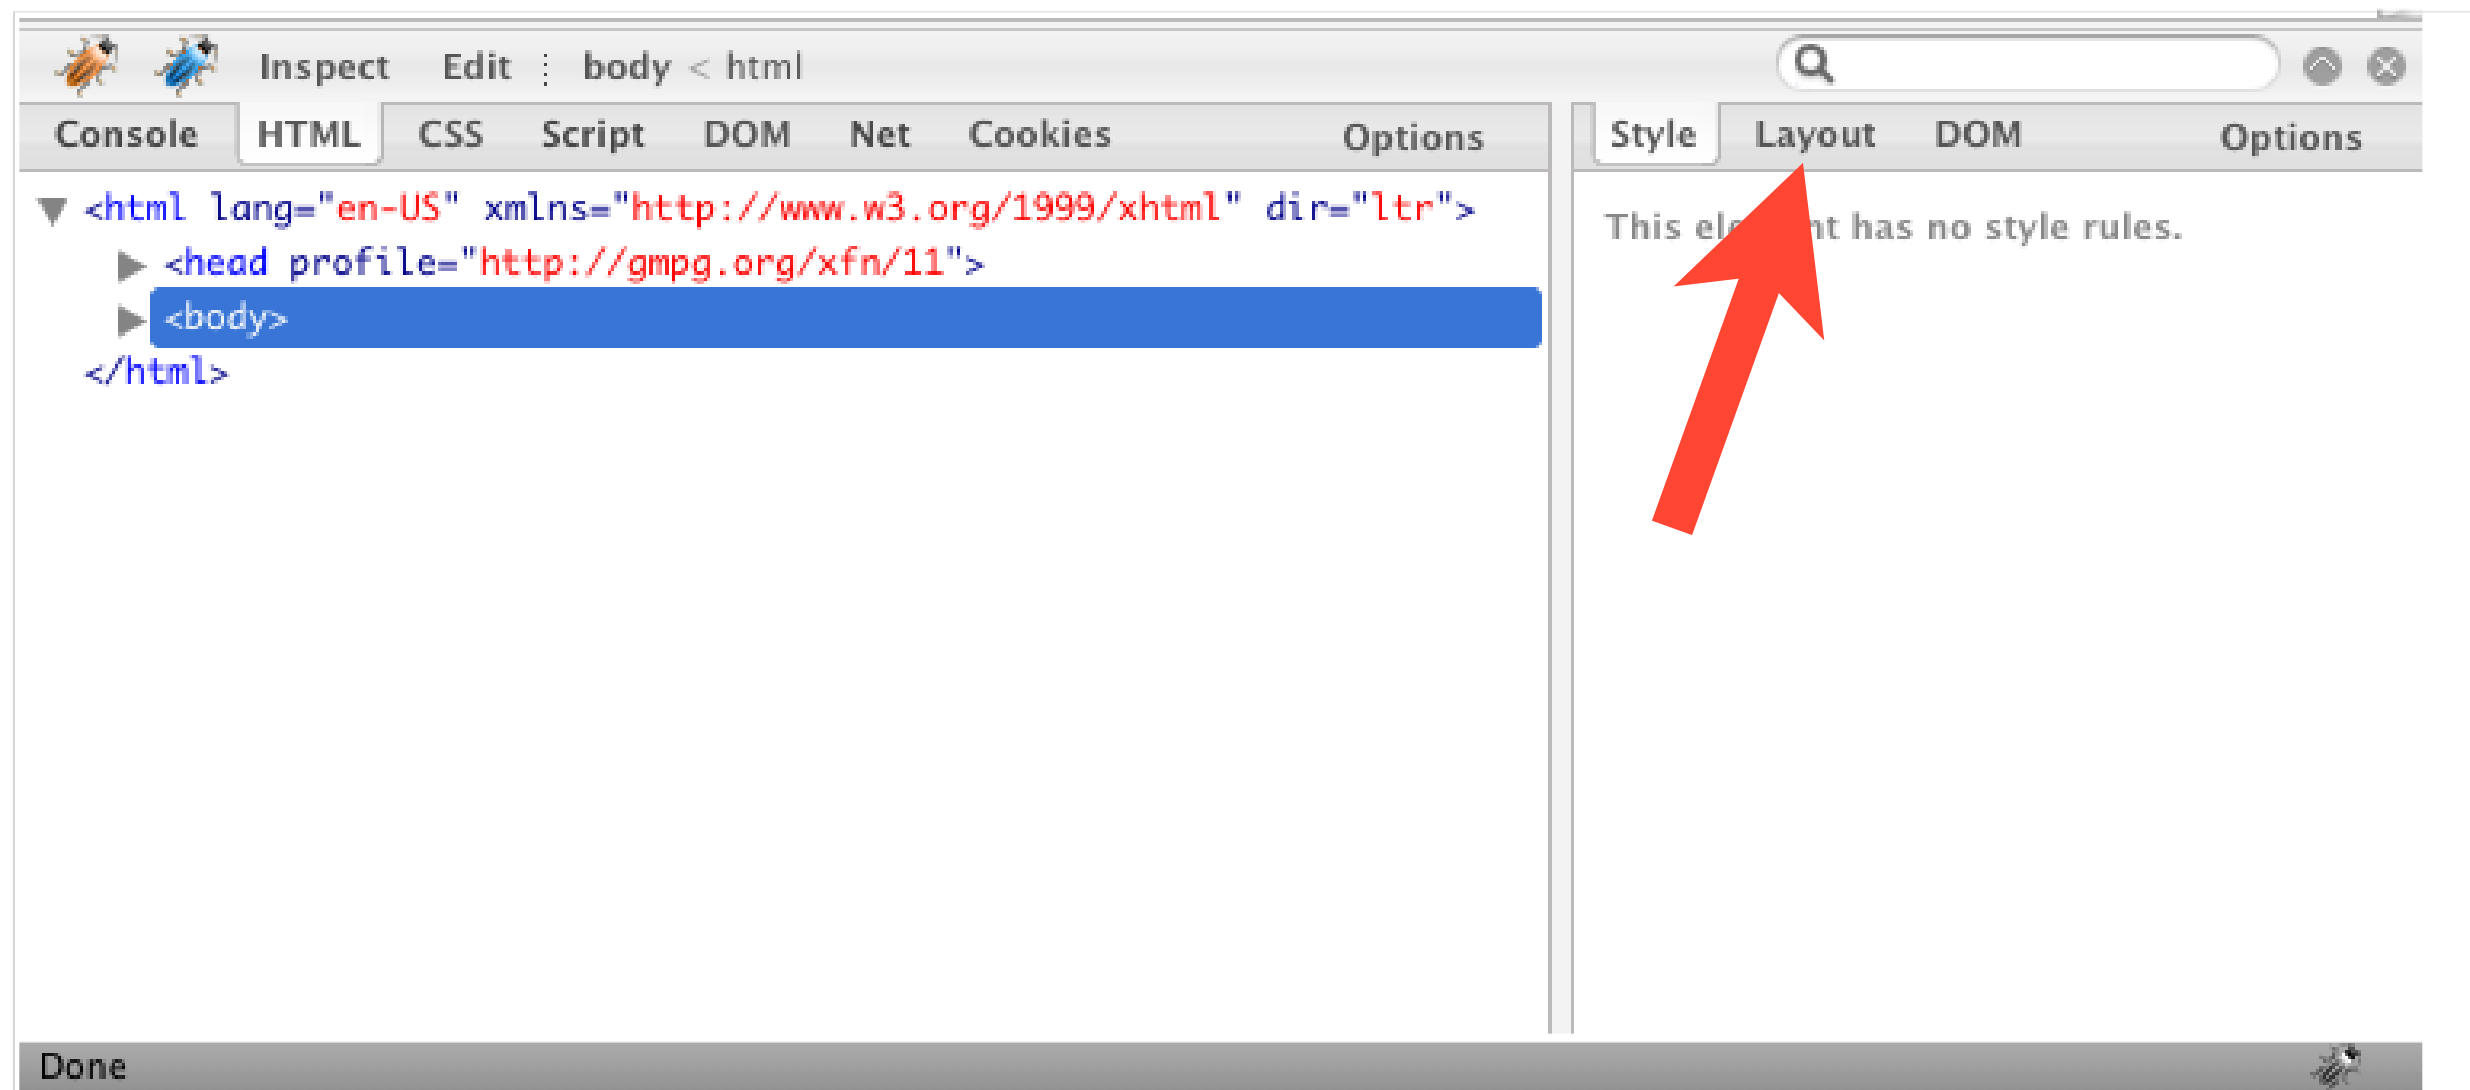 Inspect Edit body < html
Console HTML CSS Script DOM Net Cookies Options
Style Layout DOM Options
<html lang="en-US" xmlns="http://www.w3.org/1999/xhtml" dir="ltr">
<head profile="http://gmpg.org/xfn/11">
<body>
</html>
This has no style rules.
Done